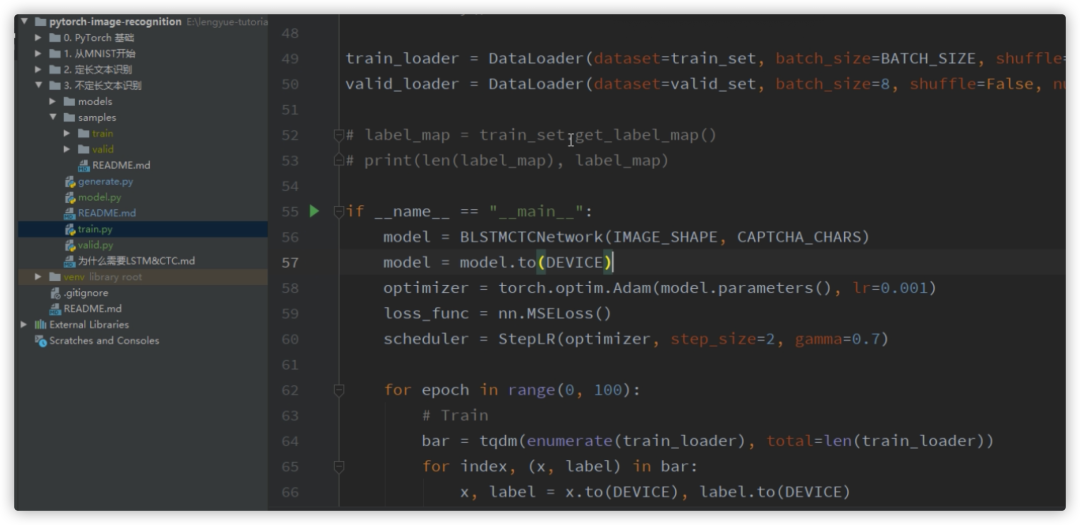 pytorch-image-recognition E:\lengyue-tutoria
0. PyTorch 基础
1. 从MNIST开始
2. 定长文本识别
3. 不定长文本识别
models
samples
train
valid
README.md
generate.py
model.py
README.md
train.py
valid.py
为什么需要LSTM&CTC.md
venv library root
.gitignore
README.md
External Libraries
Scratches and Consoles
48
49 train_loader = DataLoader(dataset=train_set, batch_size=BATCH_SIZE, shuffle=
50 valid_loader = DataLoader(dataset=valid_set, batch_size=8, shuffle=False, nu
51
52 # label_map = train_set.get_label_map()
53 # print(len(label_map), label_map)
54
55 if __name__ == "__main__":
56 model = BLSTMCTCNetwork(IMAGE_SHAPE, CAPTCHA_CHARS)
57 model = model.to(DEVICE)
58 optimizer = torch.optim.Adam(model.parameters(), lr=0.001)
59 loss_func = nn.MSELoss()
60 scheduler = StepLR(optimizer, step_size=2, gamma=0.7)
61
62 for epoch in range(0, 100):
63 # Train
64 bar = tqdm(enumerate(train_loader), total=len(train_loader))
65 for index, (x, label) in bar:
66 x, label = x.to(DEVICE), label.to(DEVICE)